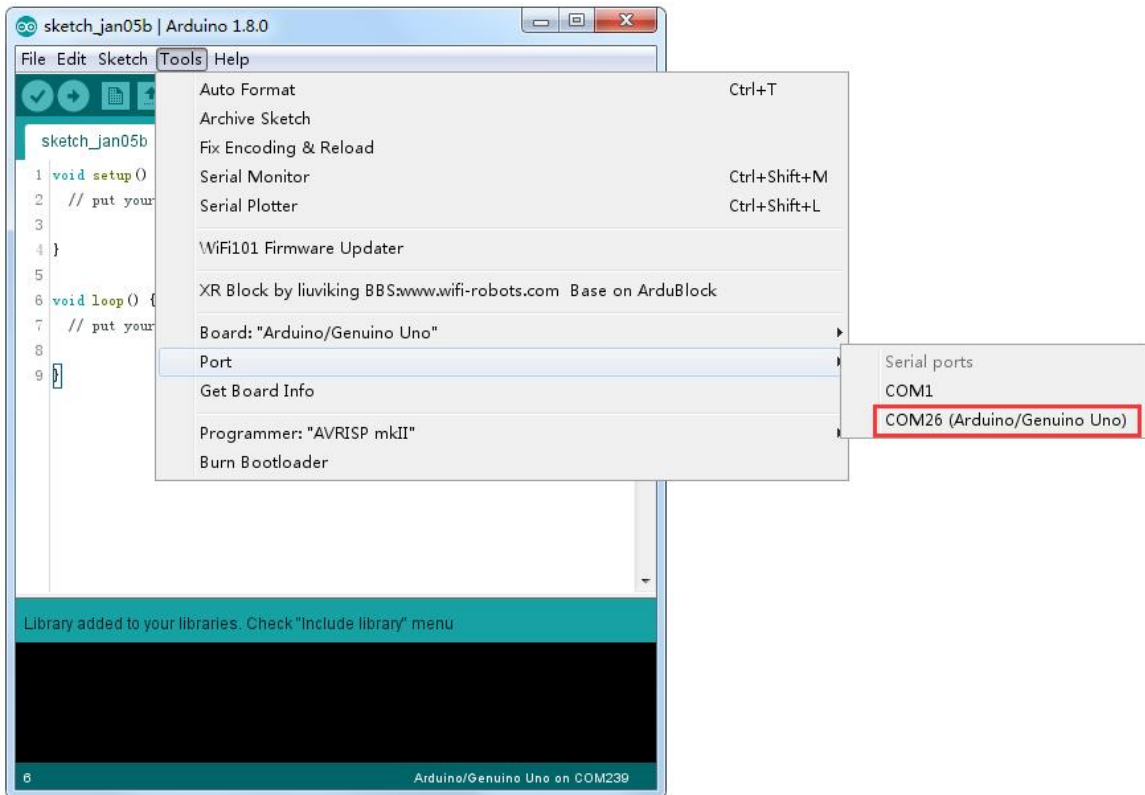 sketch_jan05b | Arduino 1.8.0
File Edit Sketch Tools Help
sketch_jan05b
1 void setup()
2 // put your
3
4 }
5
6 void loop() {
7 // put your
8
9 }
Auto Format Ctrl+T
Archive Sketch
Fix Encoding & Reload
Serial Monitor Ctrl+Shift+M
Serial Plotter Ctrl+Shift+L
WiFi101 Firmware Updater
XR Block by liuviking BBS:www.wifi-robots.com Base on ArduBlock
Board: "Arduino/Genuino Uno"
Port
Get Board Info
Programmer: "AVRISP mkII"
Burn Bootloader
Serial ports
COM1
COM26 (Arduino/Genuino Uno)
Library added to your libraries. Check "Include library" menu
6 Arduino/Genuino Uno on COM239